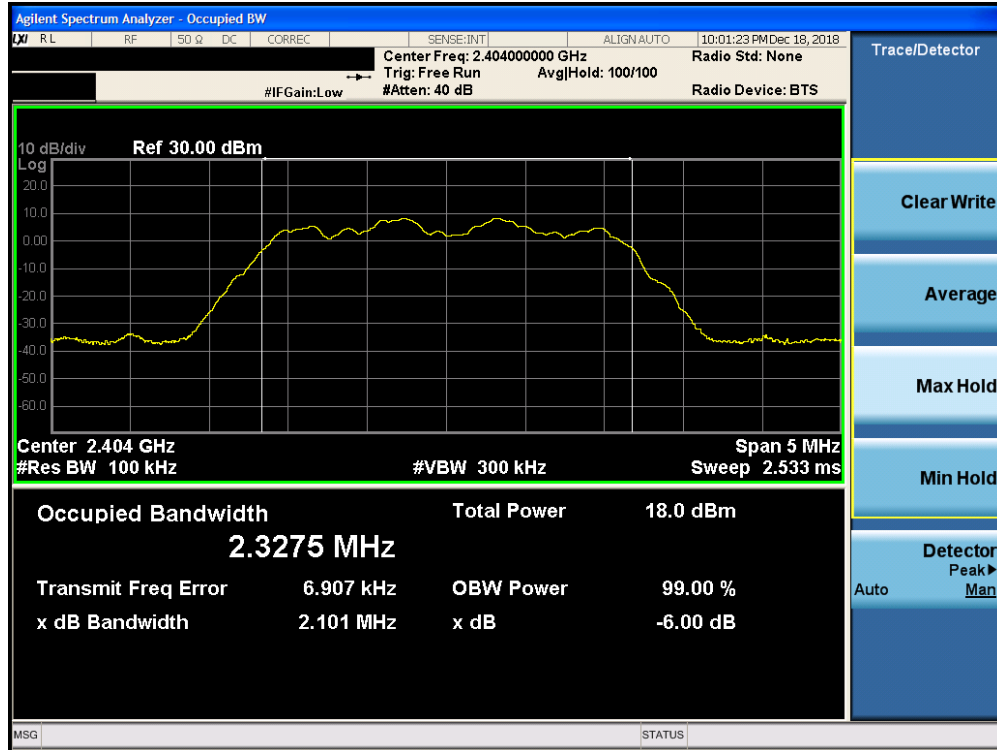 Agilent Spectrum Analyzer - Occupied BW
LXI RL RF 50 Ω DC CORREC SENSE:INT ALIGN AUTO 10:01:23 PM Dec 18, 2018
Center Freq: 2.404000000 GHz Radio Std: None
Trig: Free Run Avg|Hold: 100/100
#IFGain:Low #Atten: 40 dB Radio Device: BTS
Trace/Detector
10 dB/div Ref 30.00 dBm
Log
20.0
10.0
0.00
-10.0
-20.0
-30.0
-40.0
-50.0
-60.0
Center 2.404 GHz Span 5 MHz
#Res BW 100 kHz #VBW 300 kHz Sweep 2.533 ms
Occupied Bandwidth Total Power 18.0 dBm
2.3275 MHz
Transmit Freq Error 6.907 kHz OBW Power 99.00 %
x dB Bandwidth 2.101 MHz x dB -6.00 dB
Clear Write
Average
Max Hold
Min Hold
Detector
Peak▶
Auto Man
MSG STATUS